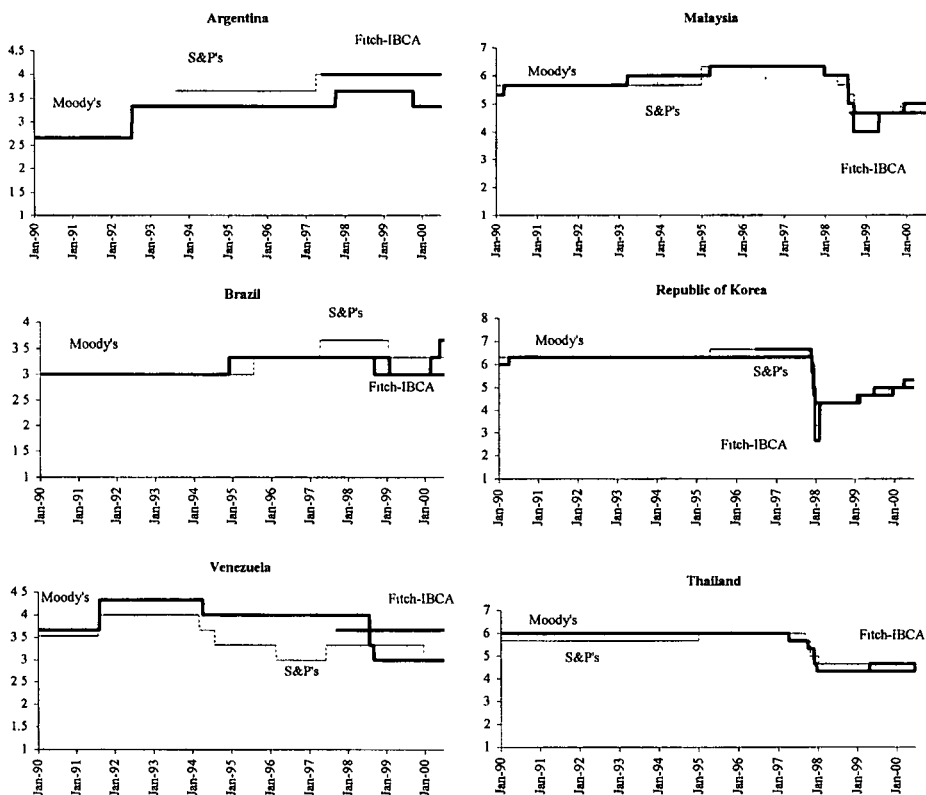 Argentina
4.5
4
3.5
3
2 5
2
1 5
1
Moody's
S&P's
Fitch-IBCA
Jan-90
Jan-91
Jan-92
Jan-93
Jan-94
Jan-95
Jan-96
Jan-97
Jan-98
Jan-99
Jan-00
Malaysia
7
6
5
4
3
2
1
Moody's
S&P's
Fitch-IBCA
Jan-90
Jan-91
Jan-92
Jan-93
Jan-94
Jan-95
Jan-96
Jan-97
Jan-98
Jan-99
Jan-00
Brazil
4
3.5
3
2 5
2
1 5
1
Moody's
S&P's
Fitch-IBCA
Jan-90
Jan-91
Jan-92
Jan-93
Jan-94
Jan-95
Jan-96
Jan-97
Jan-98
Jan-99
Jan-00
Republic of Korea
8
7
6
5
4
3
2
1
Moody's
S&P's
Fitch-IBCA
Jan-90
Jan-91
Jan-92
Jan-93
Jan-94
Jan-95
Jan-96
Jan-97
Jan-98
Jan-99
Jan-00
Venezuela
4 5
4
3.5
3
2 5
2
1.5
1
Moody's
S&P's
Fitch-IBCA
Jan-90
Jan-91
Jan-92
Jan-93
Jan-94
Jan-95
Jan-96
Jan-97
Jan-98
Jan-99
Jan-00
Thailand
7
6
5
4
3
2
1
Moody's
S&P's
Fitch-IBCA
Jan-90
Jan-91
Jan-92
Jan-93
Jan-94
Jan-95
Jan-96
Jan-97
Jan-98
Jan-99
Jan-00